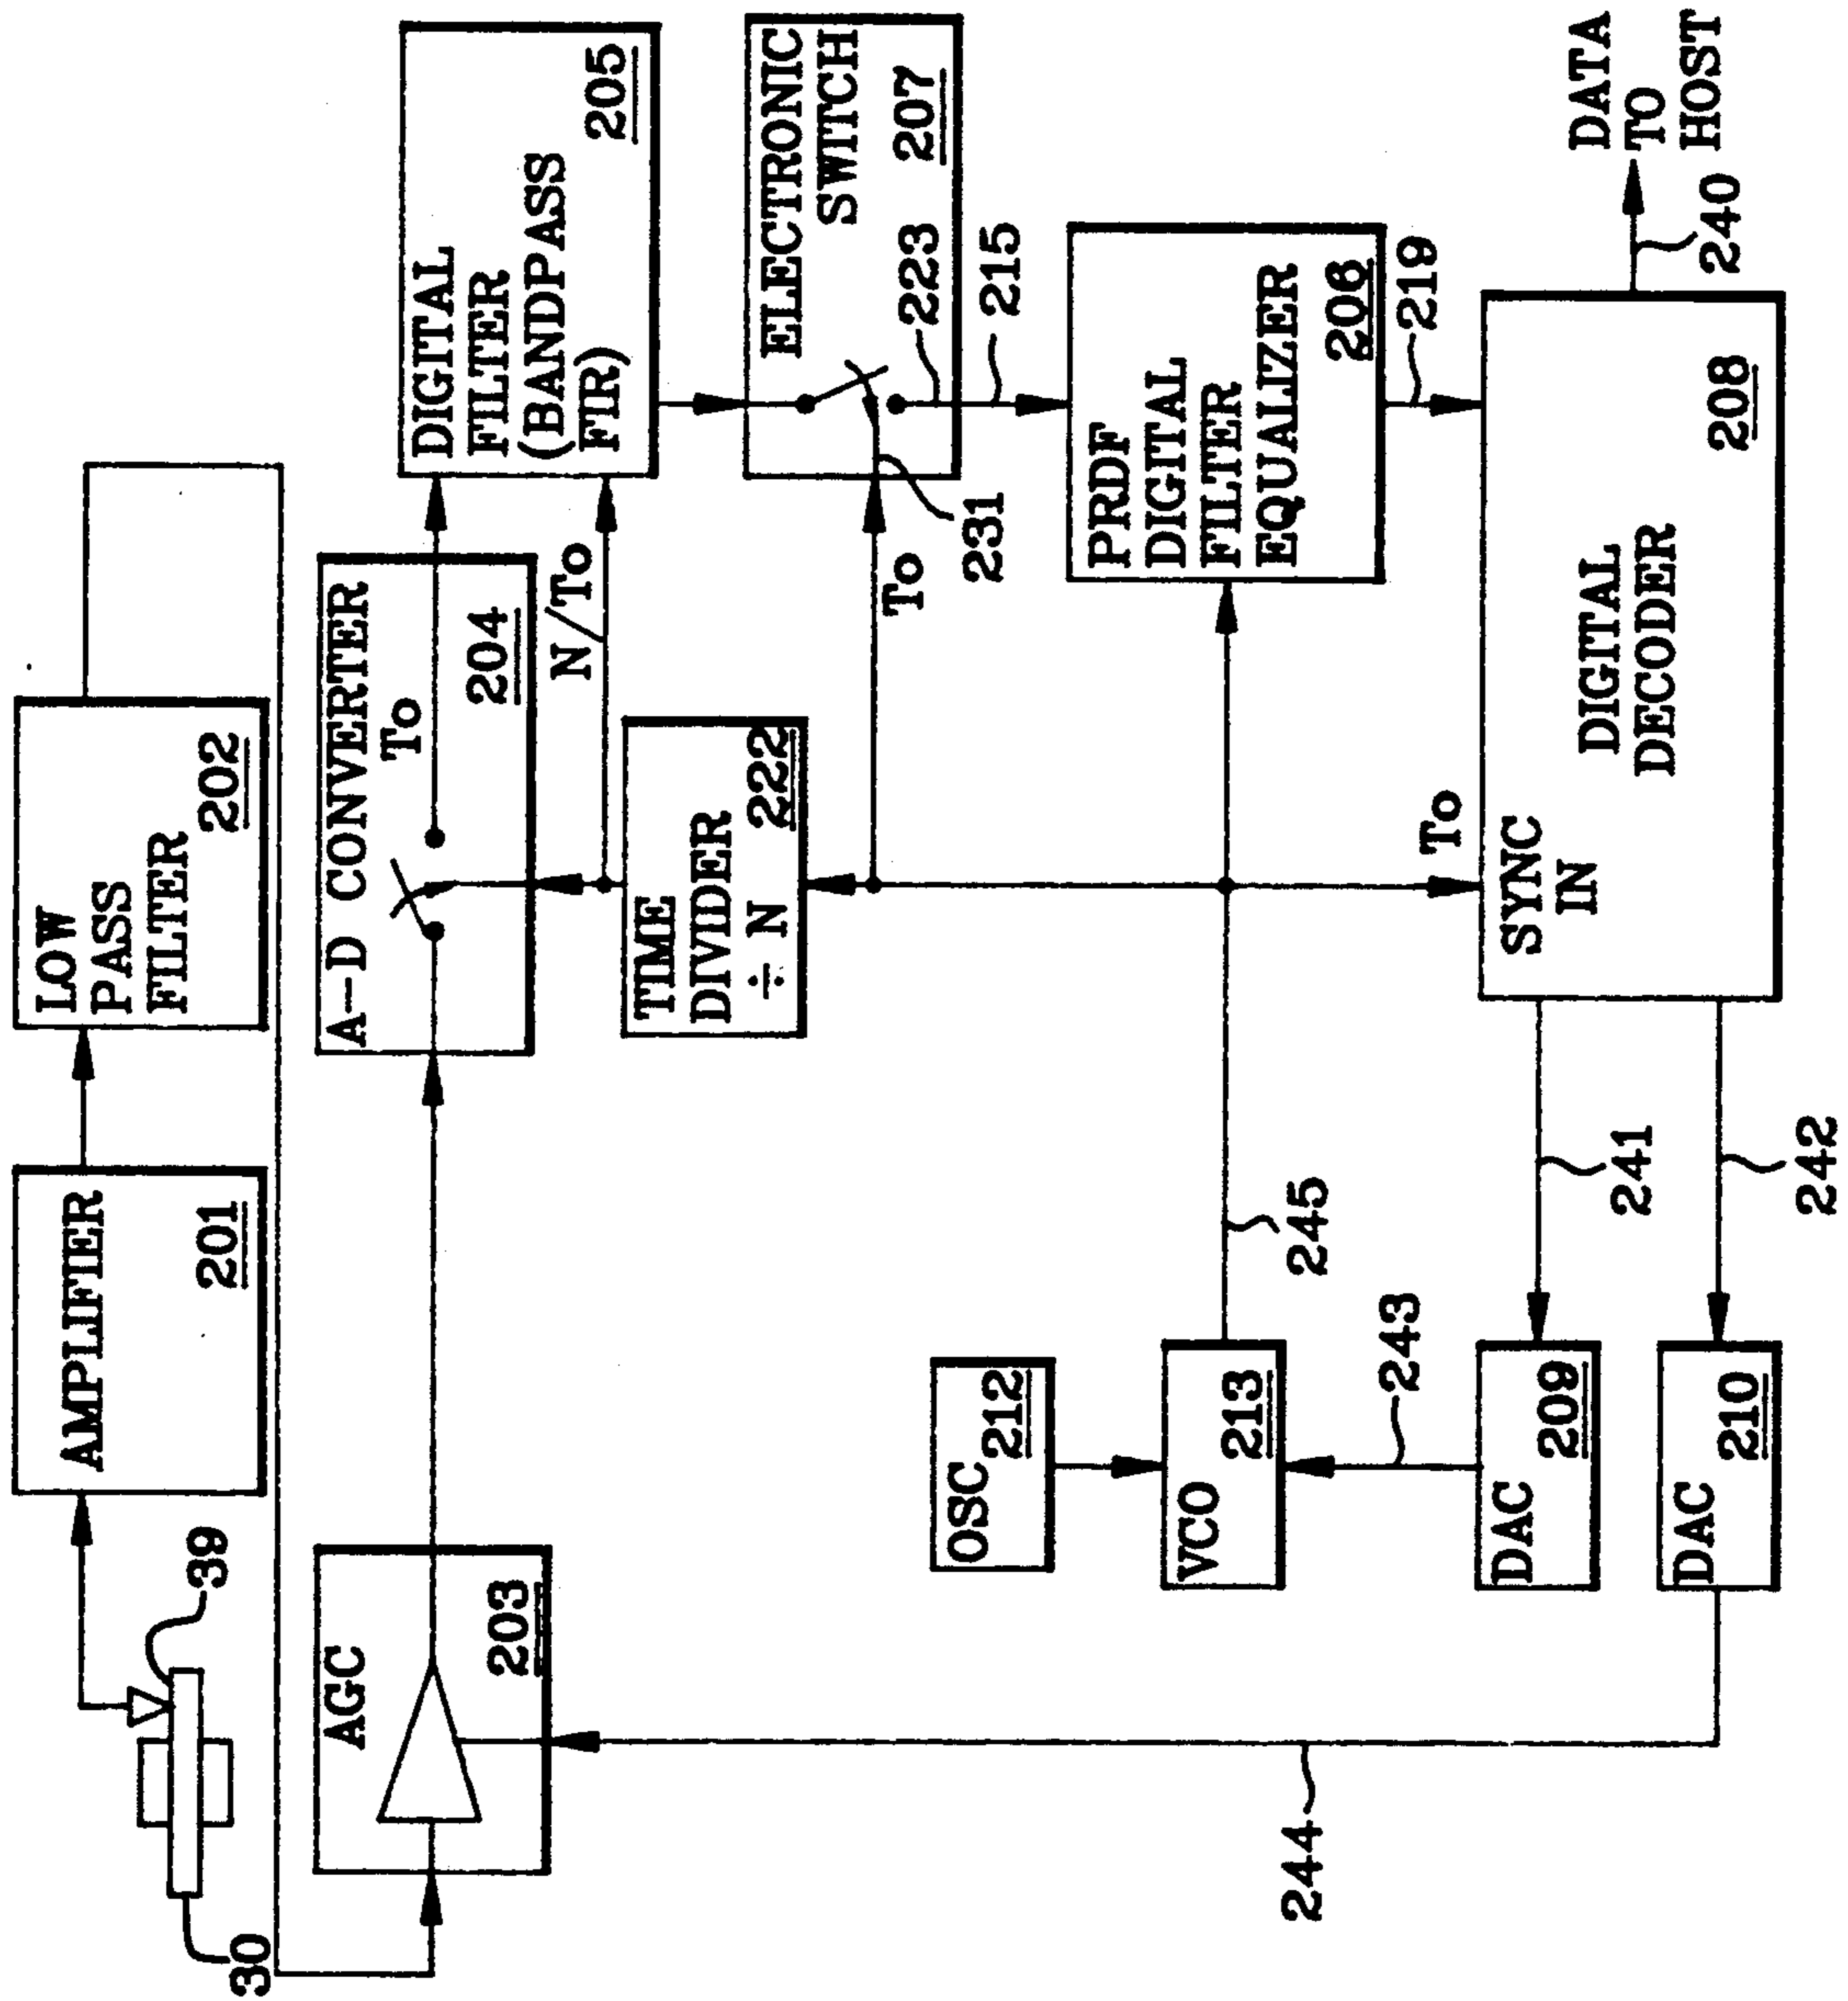 30
39
AMPLIFIER
201
LOW
PASS
FILTER
202
AGC
203
A-D CONVERTER
To
204
N/To
DIGITAL
FILTER
(BANDPASS
FIR)
205
TIME
DIVIDER
÷ N
222
ELECTRONIC
SWITCH
207
223
215
To
231
OSC
212
VCO
213
245
243
PRDF
DIGITAL
FILTER
EQUALIZER
206
219
DAC
209
241
DAC
210
242
244
SYNC
IN
To
DIGITAL
DECODER
208
240
DATA
TO
HOST